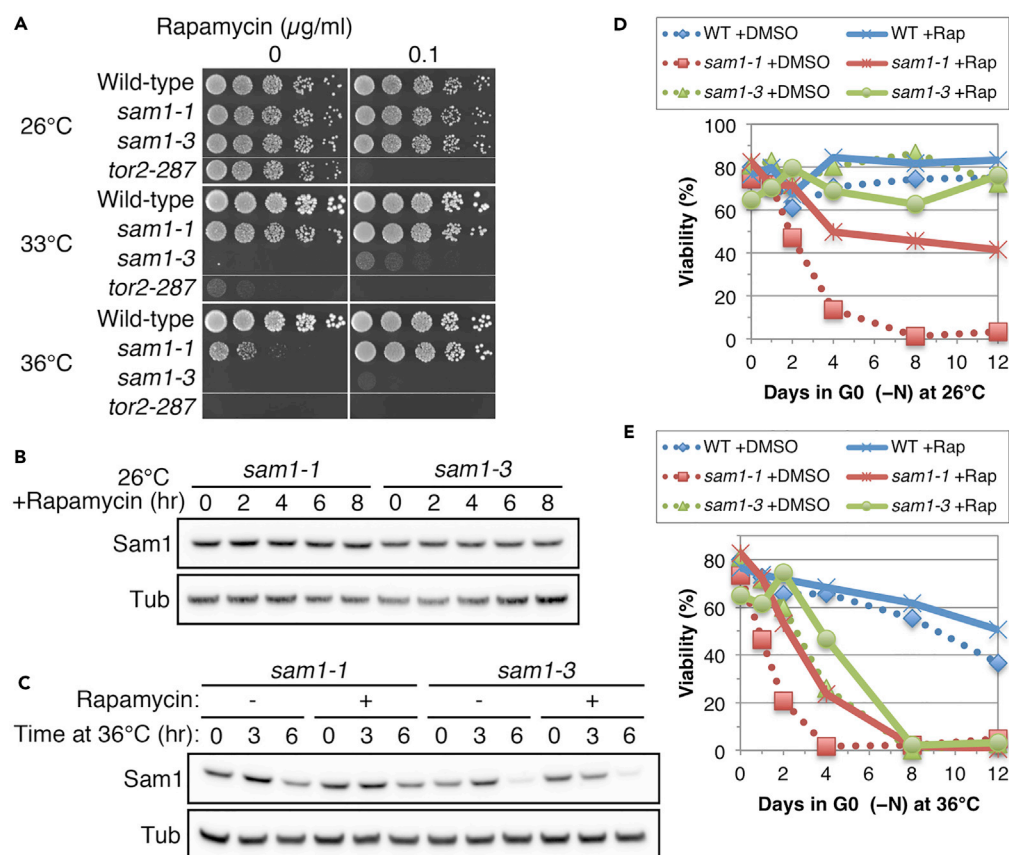 A
Rapamycin (µg/ml)
0 0.1
26°C
Wild-type
sam1-1
sam1-3
tor2-287
33°C
Wild-type
sam1-1
sam1-3
tor2-287
36°C
Wild-type
sam1-1
sam1-3
tor2-287
B
26°C sam1-1 sam1-3
+Rapamycin (hr) 0 2 4 6 8 0 2 4 6 8
Sam1
Tub
C
sam1-1 sam1-3
Rapamycin: - + - +
Time at 36°C (hr): 0 3 6 0 3 6 0 3 6 0 3 6
Sam1
Tub
D
WT +DMSO WT +Rap
sam1-1 +DMSO sam1-1 +Rap
sam1-3 +DMSO sam1-3 +Rap
Viability (%)
100
80
60
40
20
0
0 2 4 6 8 10 12
Days in G0 (–N) at 26°C
E
WT +DMSO WT +Rap
sam1-1 +DMSO sam1-1 +Rap
sam1-3 +DMSO sam1-3 +Rap
Viability (%)
80
60
40
20
0
0 2 4 6 8 10 12
Days in G0 (–N) at 36°C